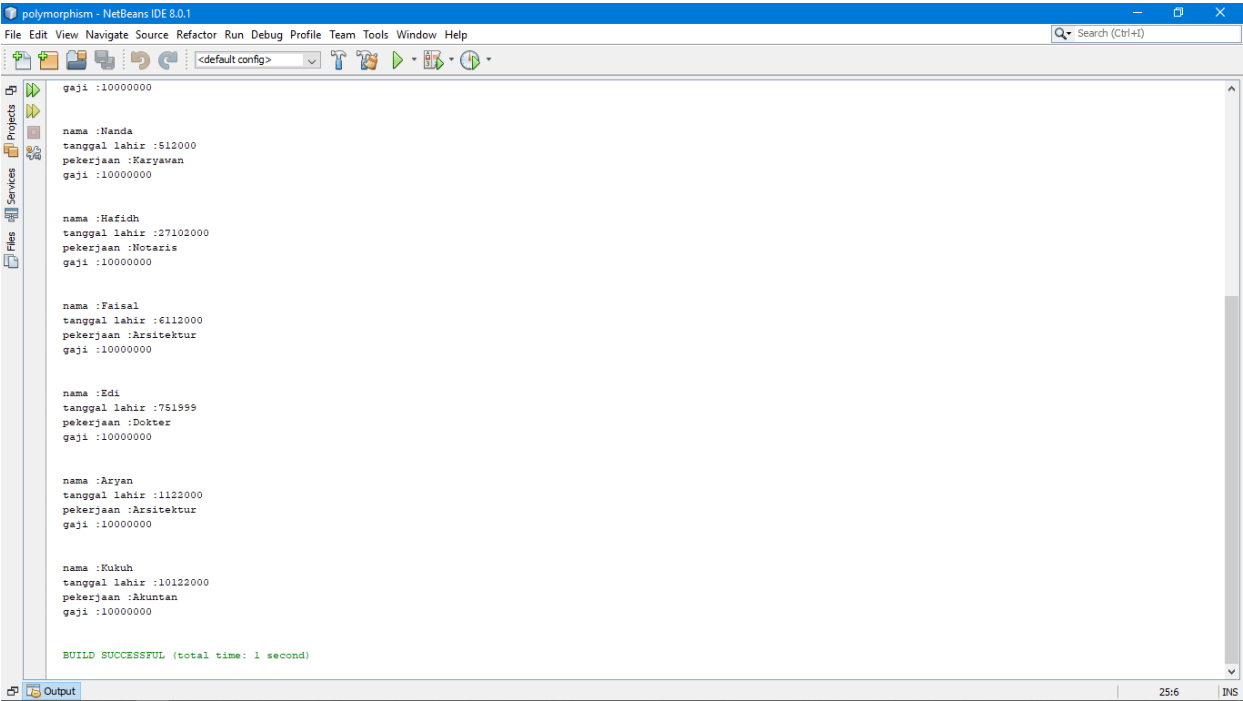 polymorphism - NetBeans IDE 8.0.1
File Edit View Navigate Source Refactor Run Debug Profile Team Tools Window Help
Search (Ctrl+I)
<default config>
Projects
Services
Files
gaji :10000000
nama :Nanda
tanggal lahir :512000
pekerjaan :Karyawan
gaji :10000000
nama :Hafidh
tanggal lahir :27102000
pekerjaan :Notaris
gaji :10000000
nama :Faisal
tanggal lahir :6112000
pekerjaan :Arsitektur
gaji :10000000
nama :Edi
tanggal lahir :751999
pekerjaan :Dokter
gaji :10000000
nama :Aryan
tanggal lahir :1122000
pekerjaan :Arsitektur
gaji :10000000
nama :Kukuh
tanggal lahir :10122000
pekerjaan :Akuntan
gaji :10000000
BUILD SUCCESSFUL (total time: 1 second)
Output
25:6
INS